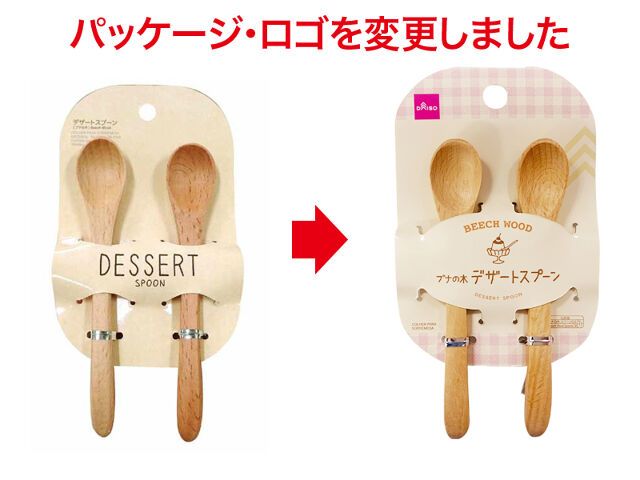 パッケージ・ロゴを変更しました
デザートスプーン
DESSERT
SPOON
DAISO
BEECH WOOD
ブナの木 デザートスプーン
DESSERT SPOON